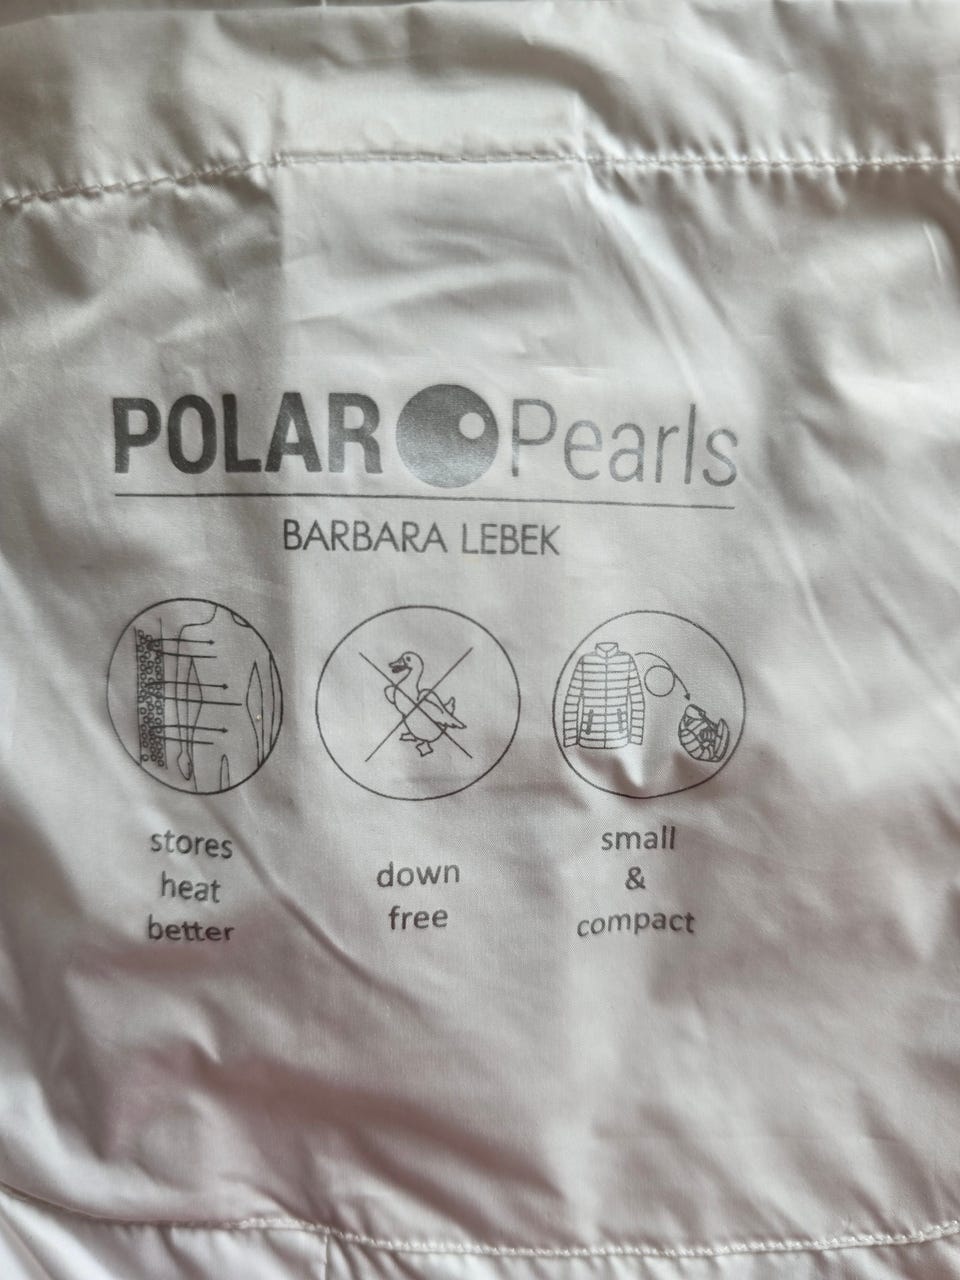 POLAR Pearls
BARBARA LEBEK
stores
heat
better
down
free
small
&
compact